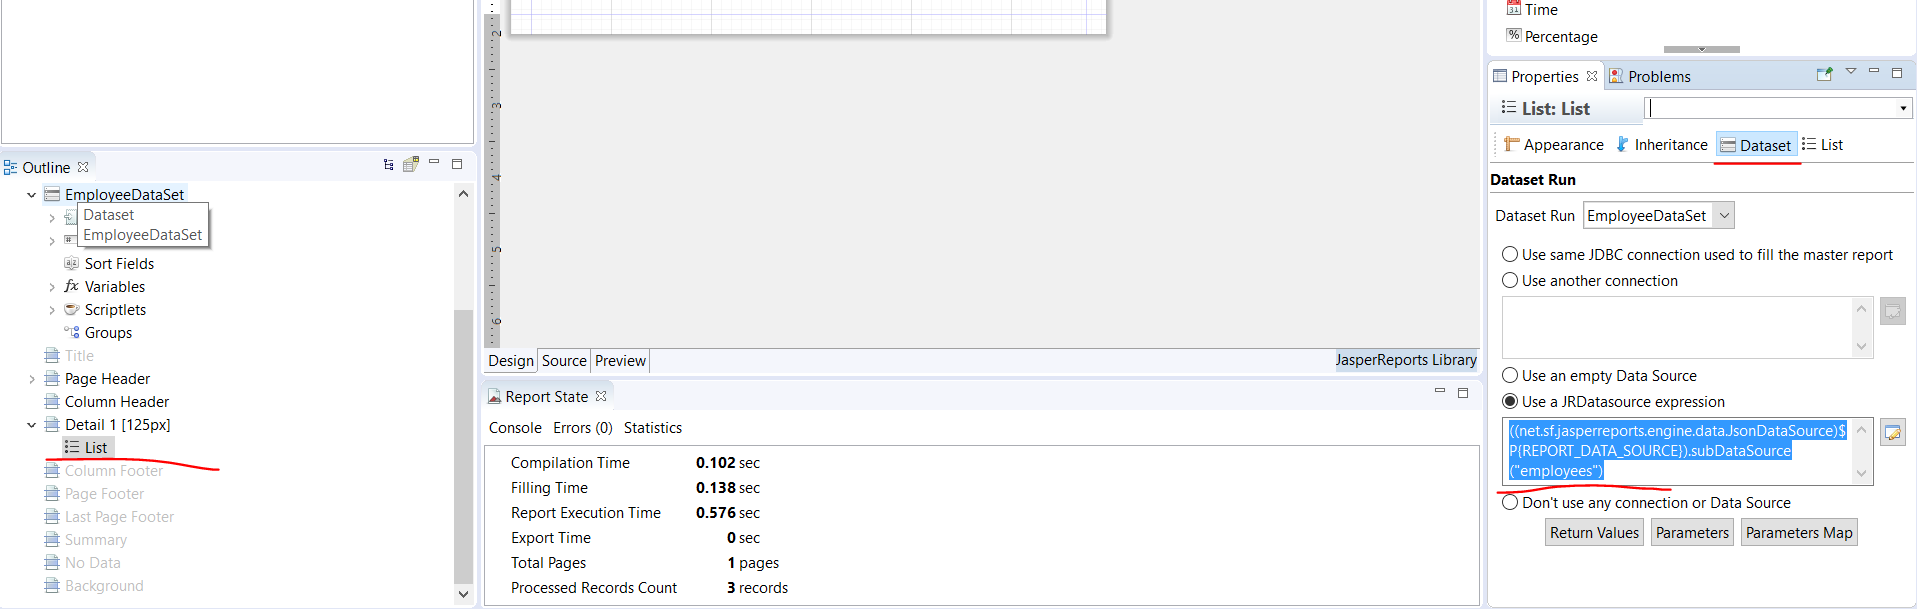 Outline
EmployeeDataSet
Dataset
EmployeeDataSet
Sort Fields
fx Variables
Scriptlets
Groups
Title
Page Header
Column Header
Detail 1 [125px]
List
Column Footer
Page Footer
Last Page Footer
Summary
No Data
Background
2
3
4
5
6
Design Source Preview
JasperReports Library
Report State
Console Errors (0) Statistics
Compilation Time 0.102 sec
Filling Time 0.138 sec
Report Execution Time 0.576 sec
Export Time 0 sec
Total Pages 1 pages
Processed Records Count 3 records
31 Time
% Percentage
Properties Problems
List: List
Appearance Inheritance Dataset List
Dataset Run
Dataset Run EmployeeDataSet
Use same JDBC connection used to fill the master report
Use another connection
Use an empty Data Source
Use a JRDatasource expression
((net.sf.jasperreports.engine.data.JsonDataSource)$
P{REPORT_DATA_SOURCE}).subDataSource
("employees")
Don't use any connection or Data Source
Return Values Parameters Parameters Map